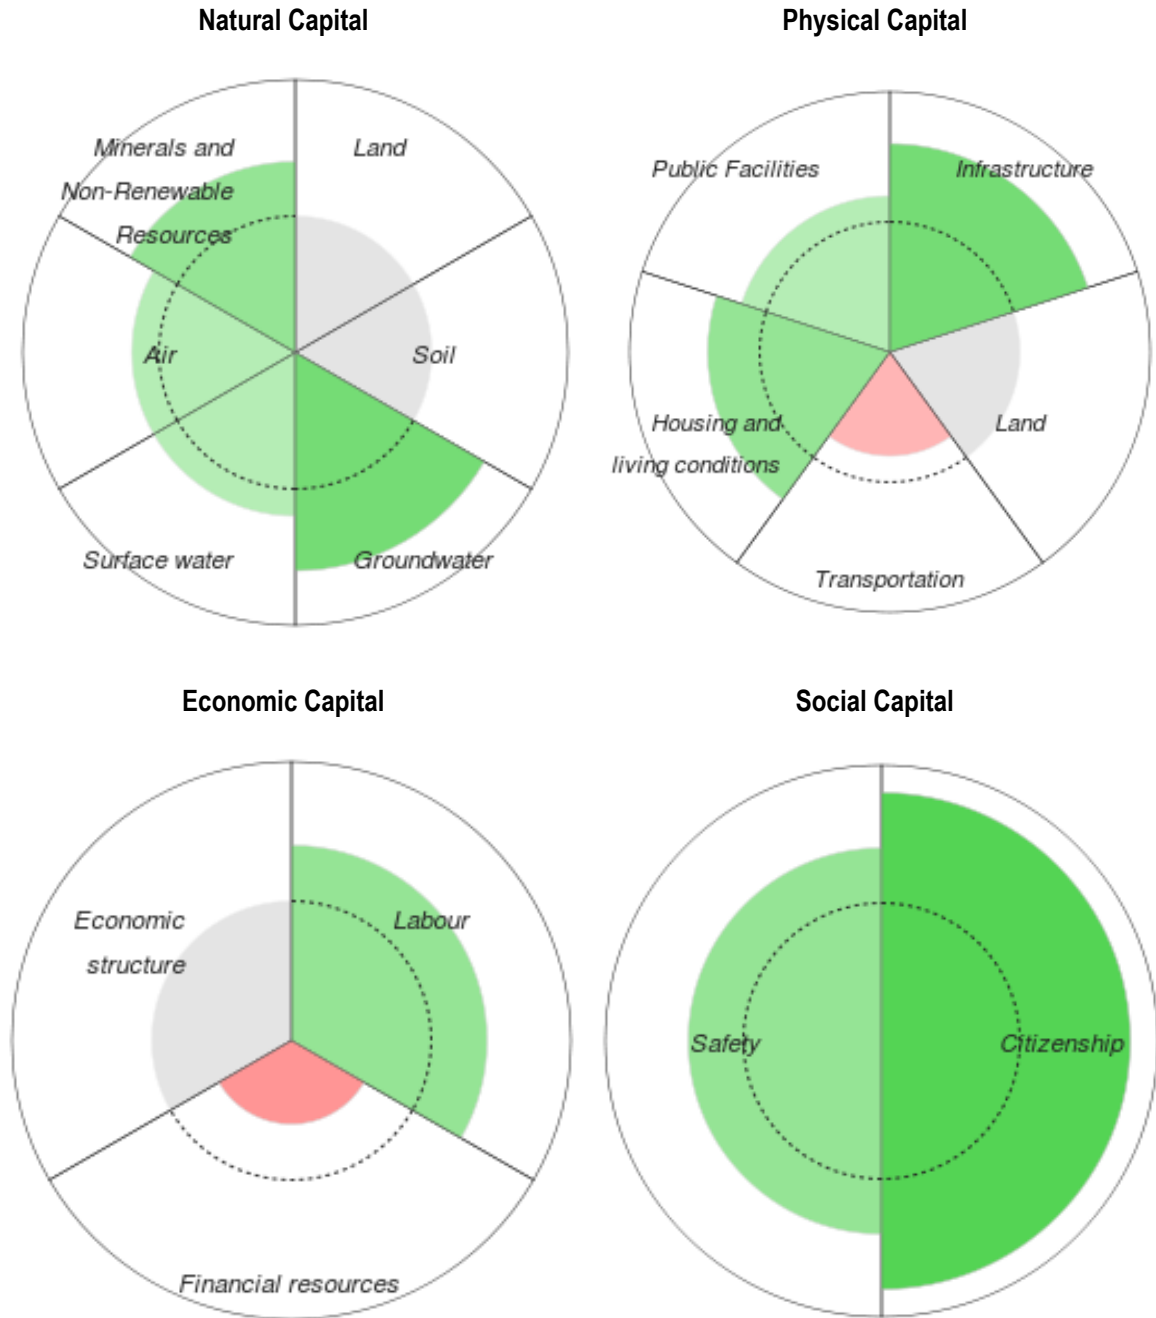 Natural Capital
Physical Capital
Minerals and
Non-Renewable
Resources
Land
Air
Soil
Surface water
Groundwater
Public Facilities
Infrastructure
Housing and
living conditions
Land
Transportation
Economic Capital
Social Capital
Economic
structure
Labour
Financial resources
Safety
Citizenship